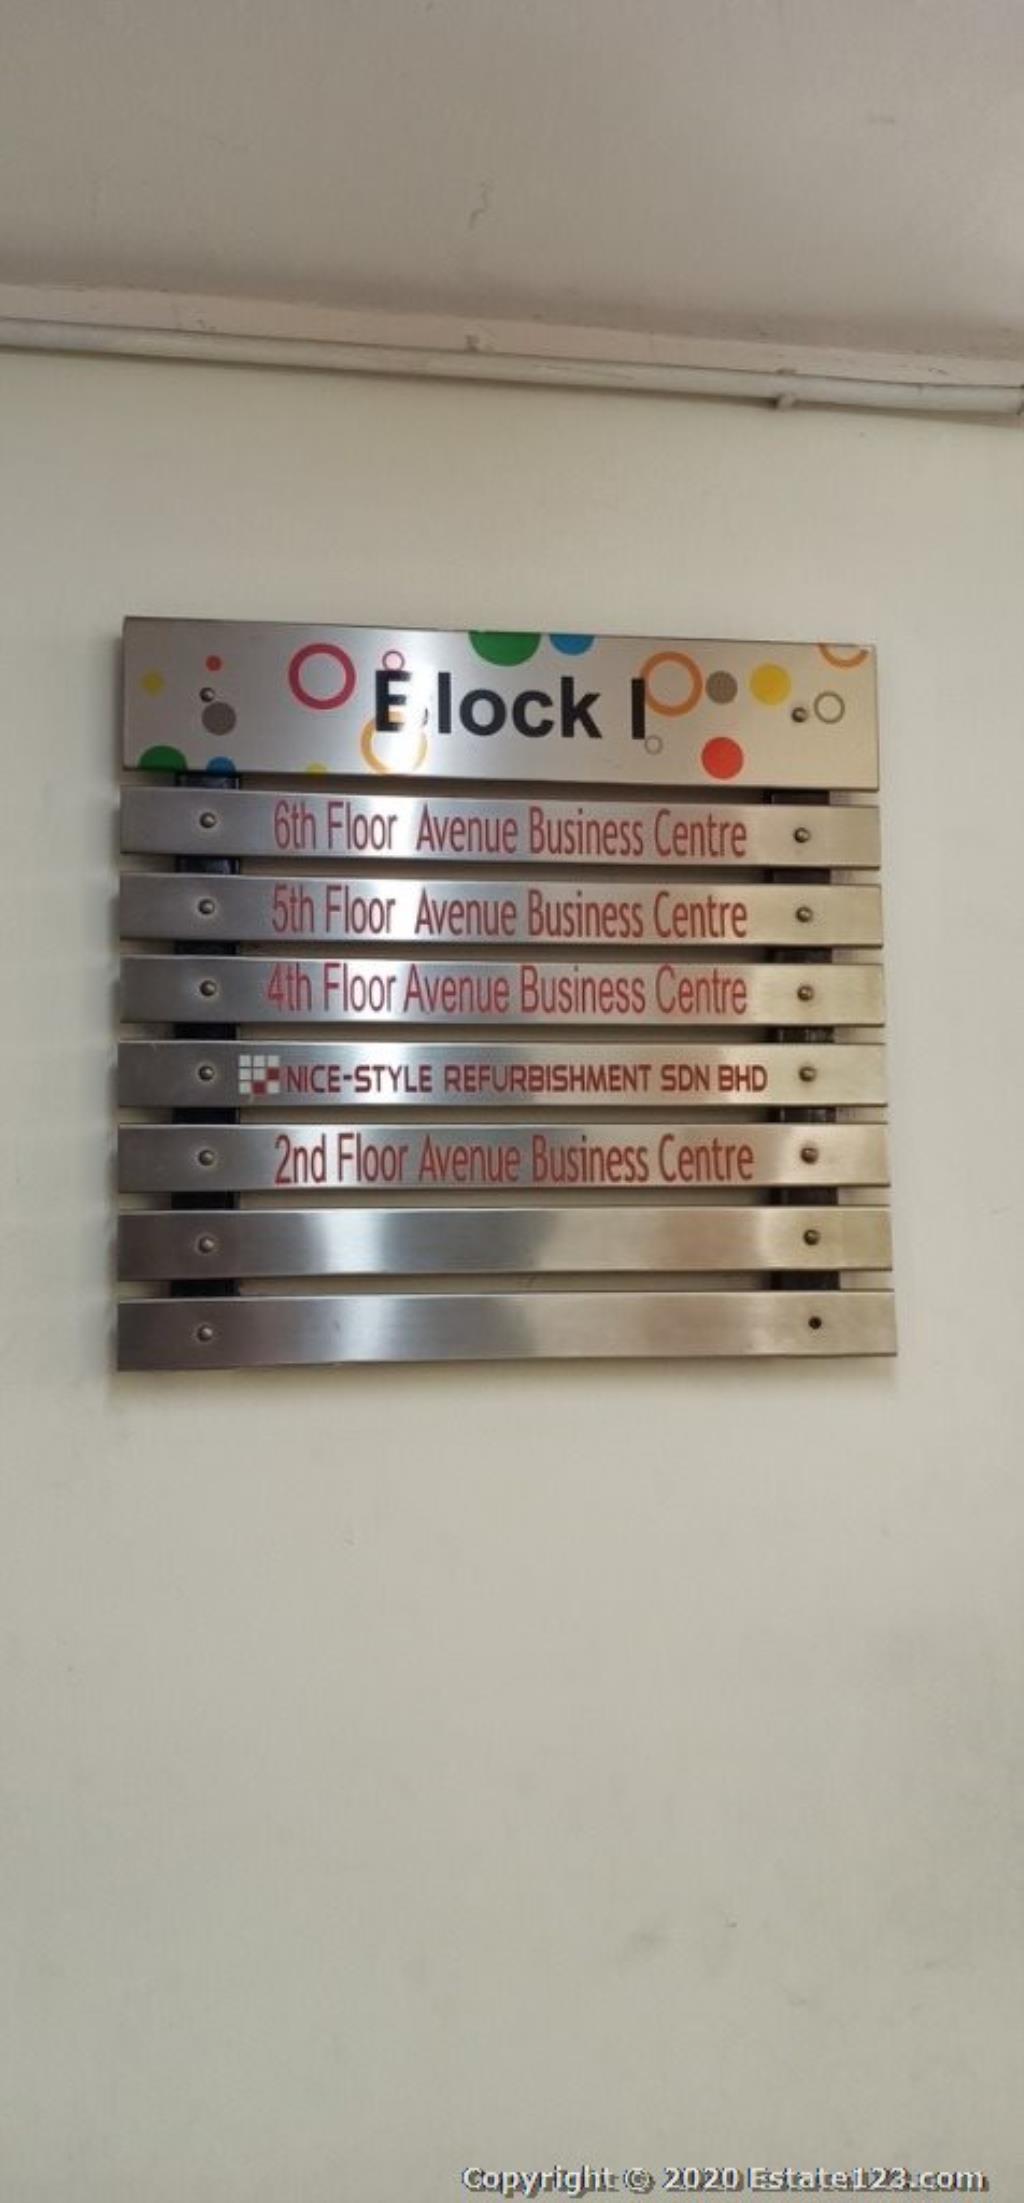 Block I
6th Floor Avenue Business Centre
5th Floor Avenue Business Centre
4th Floor Avenue Business Centre
NICE-STYLE REFURBISHMENT SDN BHD
2nd Floor Avenue Business Centre
Copyright © 2020 Estate123.com